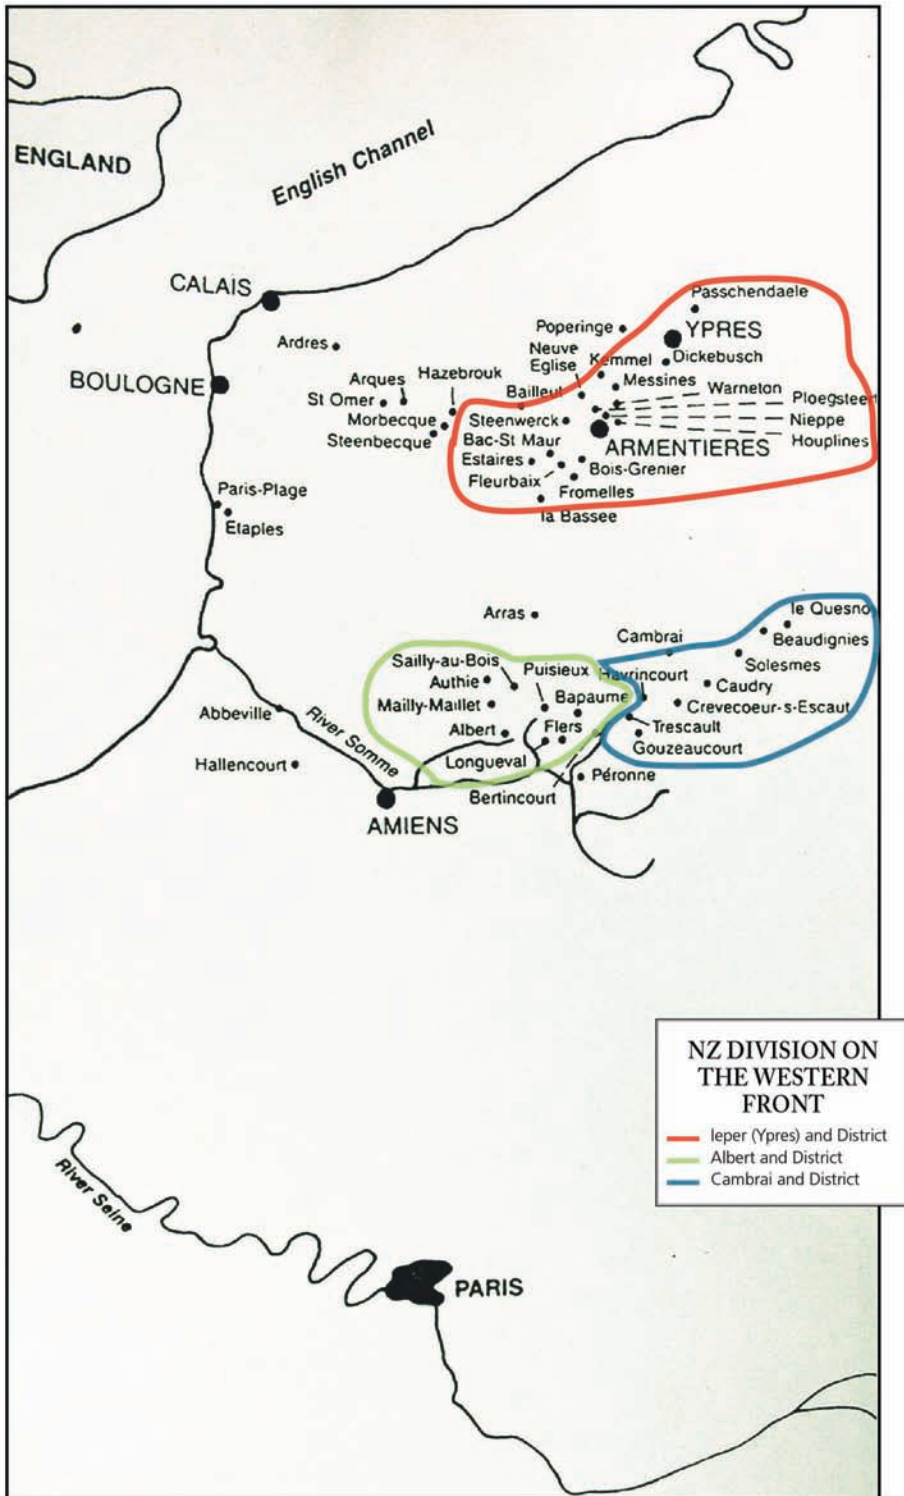 ENGLAND
English Channel
CALAIS
BOULOGNE
Ardres
Arques
St Omer
Hazebrouk
Morbecque
Steenbecque
Passchendaele
YPRES
Poperinge
Neuve
Eglise
Kemmel
Dickebusch
Messines
Warneton
Ploegsteert
Nieppe
Houplines
Bailleul
Steenwerck
ARMENTIERES
Bac-St Maur
Estaires
Bois-Grenier
Fleurbaix
Fromelles
la Bassee
Paris-Plage
Etaples
Arras
le Quesnoy
Beaudignies
Cambrai
Solesmes
Havrincourt
Caudry
Crevecoeur-s-Escaut
Trescault
Gouzeaucourt
Sailly-au-Bois
Puisieux
Authie
Mailly-Maillet
Bapaume
Albert
Flers
Longueval
Bertincourt
Péronne
Abbeville
River Somme
Hallencourt
AMIENS
NZ DIVISION ON
THE WESTERN
FRONT
Ieper (Ypres) and District
Albert and District
Cambrai and District
River Seine
PARIS